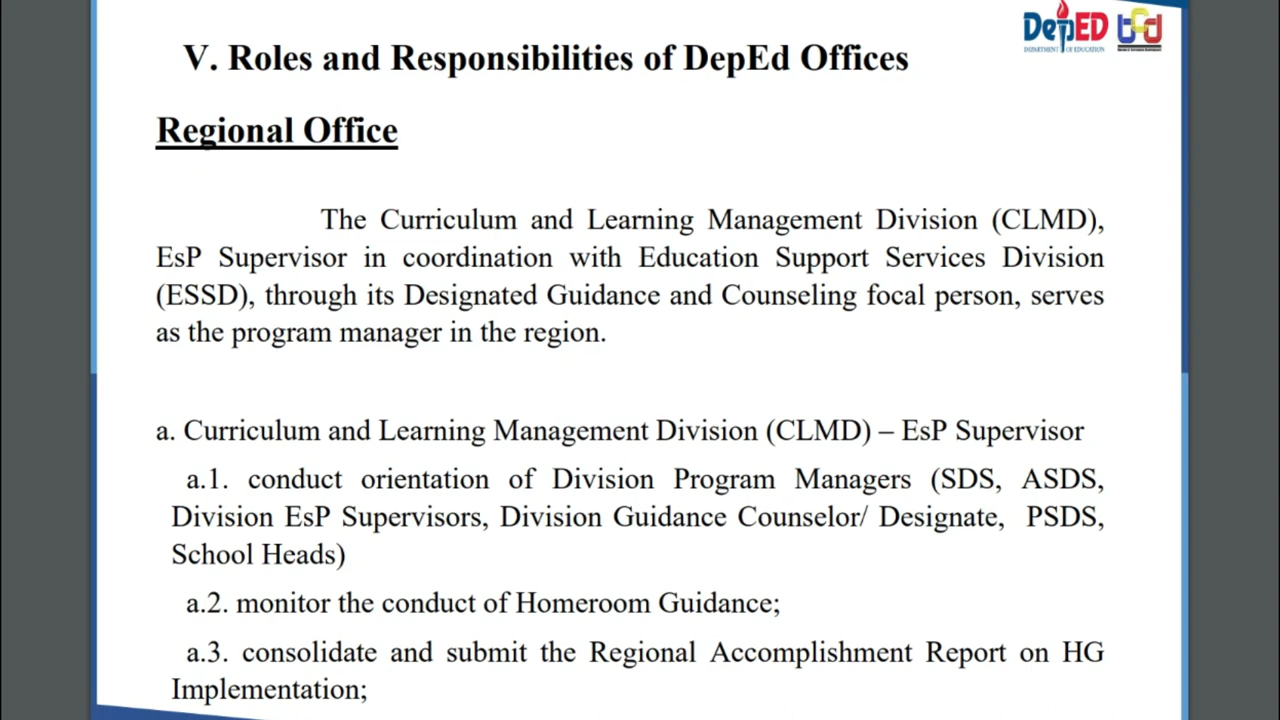 DepED
DEPARTMENT OF EDUCATION
V. Roles and Responsibilities of DepEd Offices
Regional Office
The Curriculum and Learning Management Division (CLMD),
EsP Supervisor in coordination with Education Support Services Division
(ESSD), through its Designated Guidance and Counseling focal person, serves
as the program manager in the region.
a. Curriculum and Learning Management Division (CLMD) – EsP Supervisor
a.1. conduct orientation of Division Program Managers (SDS, ASDS,
Division EsP Supervisors, Division Guidance Counselor/ Designate, PSDS,
School Heads)
a.2. monitor the conduct of Homeroom Guidance;
a.3. consolidate and submit the Regional Accomplishment Report on HG
Implementation;